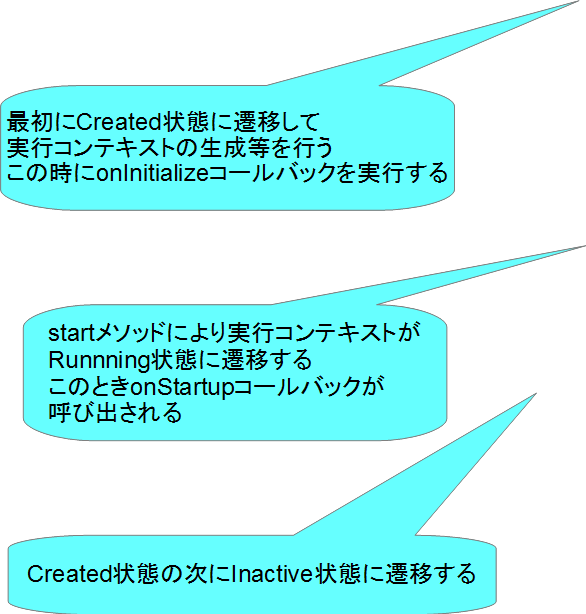 最初にCreated状態に遷移して
実行コンテキストの生成等を行う
この時にonInitializeコールバックを実行する
startメソッドにより実行コンテキストが
Runnning状態に遷移する
このときonStartupコールバックが
呼び出される
Created状態の次にInactive状態に遷移する